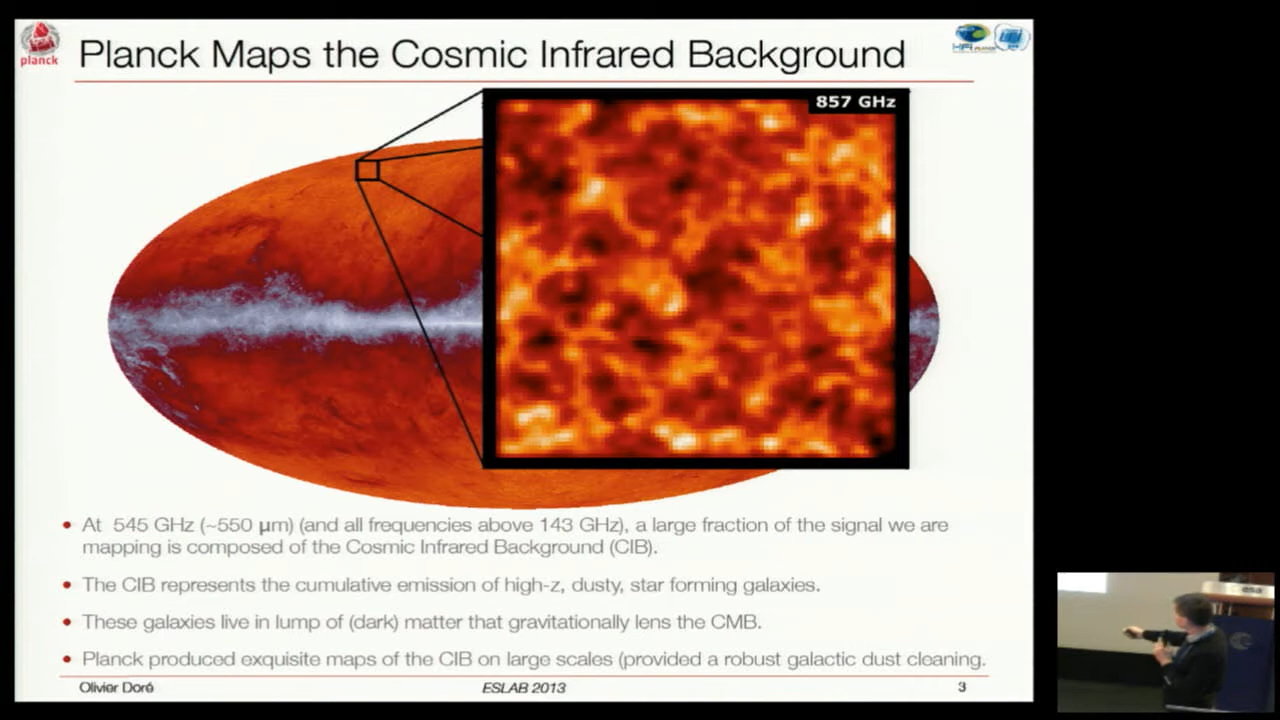 planck
Planck Maps the Cosmic Infrared Background
857 GHz
• At 545 GHz (~550 µm) (and all frequencies above 143 GHz), a large fraction of the signal we are
mapping is composed of the Cosmic Infrared Background (CIB).
• The CIB represents the cumulative emission of high-z, dusty, star forming galaxies.
• These galaxies live in lump of (dark) matter that gravitationally lens the CMB.
• Planck produced exquisite maps of the CIB on large scales (provided a robust galactic dust cleaning.
Olivier Doré
ESLAB 2013
3